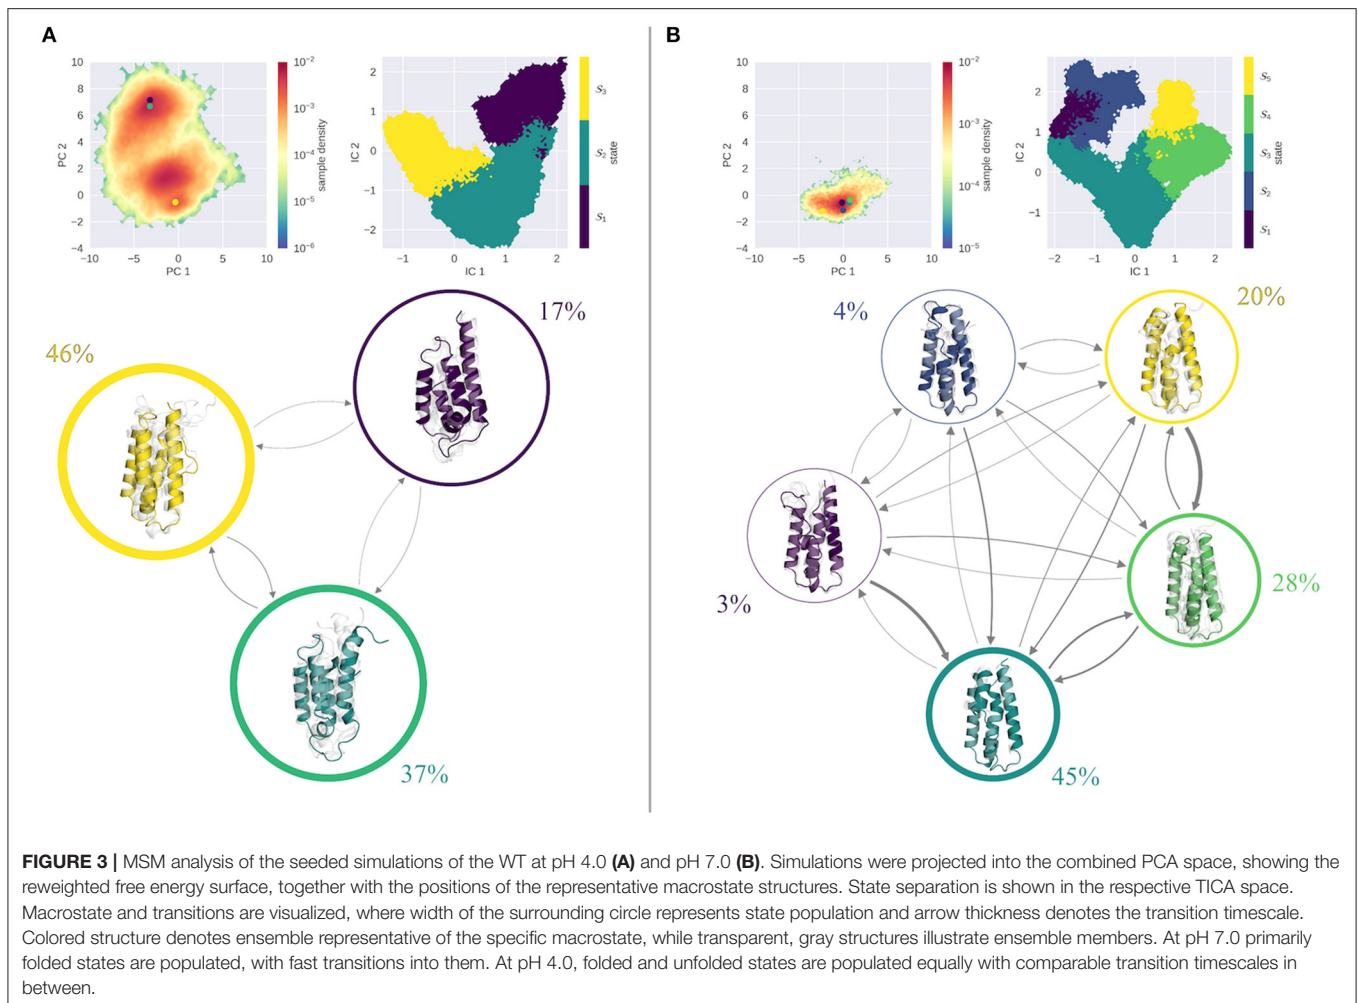 A
B
10
8
6
4
2
0
−2
−4
−10
−5
0
5
10
PC 2
PC 1
10⁻²
10⁻³
10⁻⁴
10⁻⁵
10⁻⁶
sample density
2
1
0
−1
−2
−1
0
1
2
IC 2
IC 1
S₃
S₂
S₁
state
10
8
6
4
2
0
−2
−4
−10
−5
0
5
10
PC 2
PC 1
10⁻²
10⁻³
10⁻⁴
10⁻⁵
sample density
2
1
0
−1
−2
−1
0
1
2
IC 2
IC 1
S₅
S₄
S₃
S₂
S₁
state
46%
17%
37%
4%
20%
3%
28%
45%
FIGURE 3 | MSM analysis of the seeded simulations of the WT at pH 4.0 (A) and pH 7.0 (B). Simulations were projected into the combined PCA space, showing the
reweighted free energy surface, together with the positions of the representative macrostate structures. State separation is shown in the respective TICA space.
Macrostate and transitions are visualized, where width of the surrounding circle represents state population and arrow thickness denotes the transition timescale.
Colored structure denotes ensemble representative of the specific macrostate, while transparent, gray structures illustrate ensemble members. At pH 7.0 primarily
folded states are populated, with fast transitions into them. At pH 4.0, folded and unfolded states are populated equally with comparable transition timescales in
between.